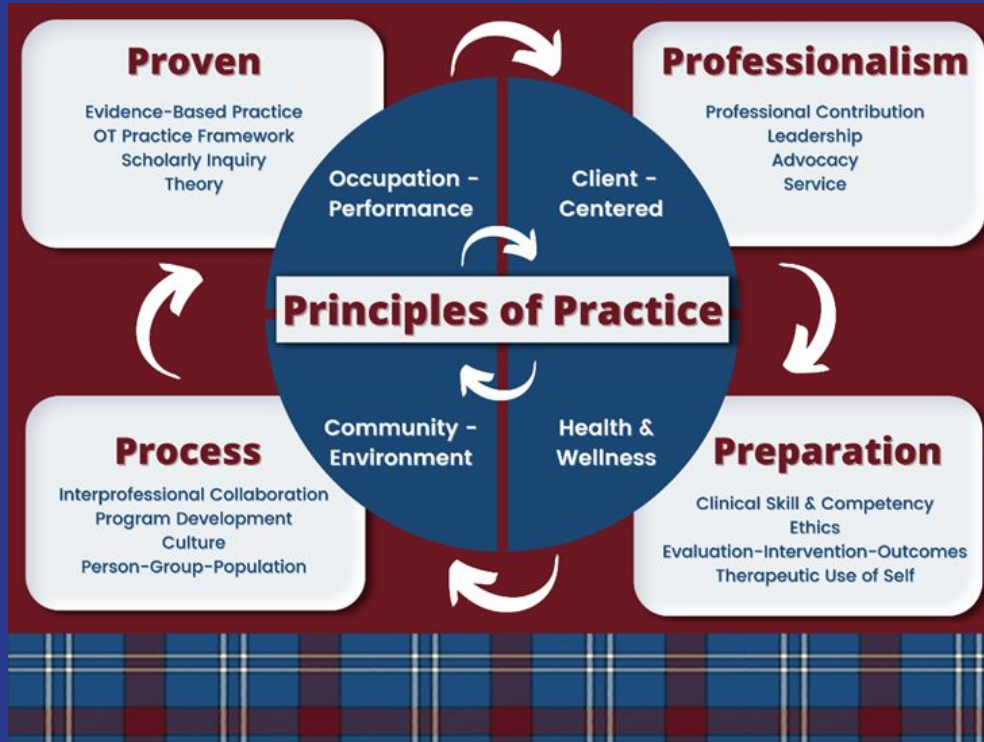 Proven
Evidence-Based Practice
OT Practice Framework
Scholarly Inquiry
Theory
Professionalism
Professional Contribution
Leadership
Advocacy
Service
Occupation -
Performance
Client -
Centered
Principles of Practice
Community -
Environment
Health &
Wellness
Process
Interprofessional Collaboration
Program Development
Culture
Person-Group-Population
Preparation
Clinical Skill & Competency
Ethics
Evaluation-Intervention-Outcomes
Therapeutic Use of Self